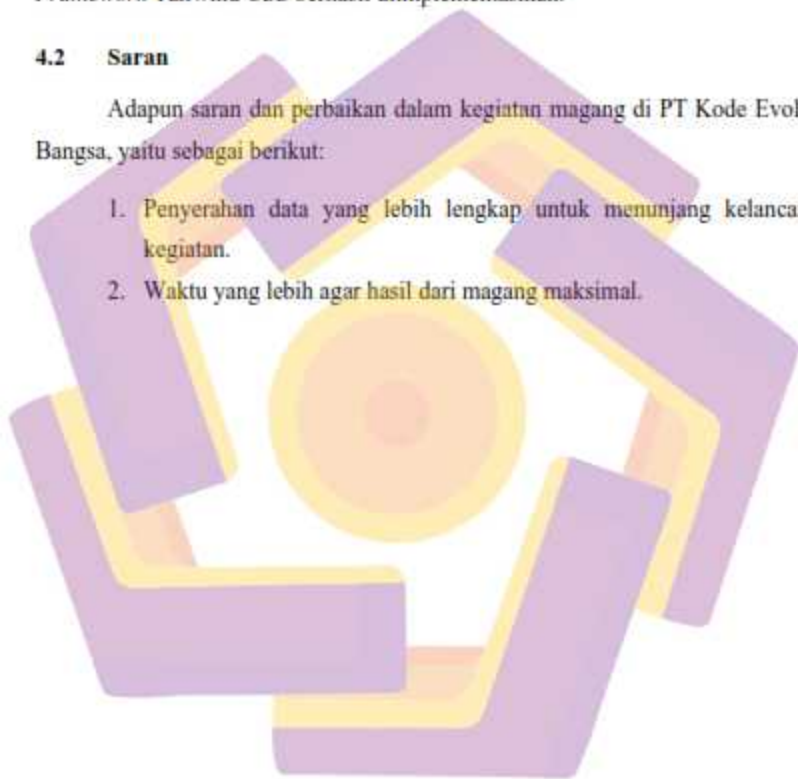 4.2 Saran
Adapun saran dan perbaikan dalam kegiatan magang di PT Kode Evol
Bangsa, yaitu sebagai berikut:
1. Penyerahan data yang lebih lengkap untuk menunjang kelanca
kegiatan.
2. Waktu yang lebih agar hasil dari magang maksimal.